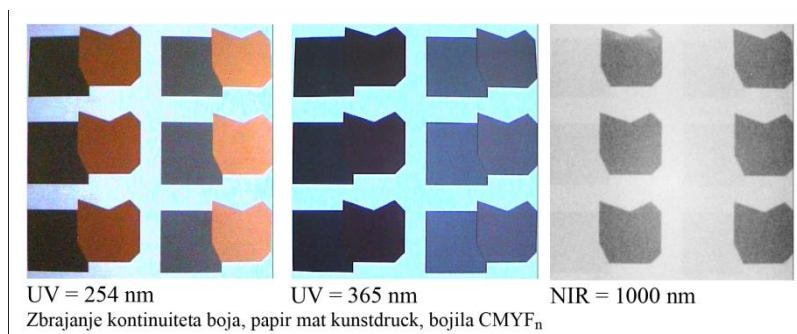 UV = 254 nm
UV = 365 nm
NIR = 1000 nm
Zbrajanje kontinuiteta boja, papir mat kunstdruck, bojila CMYFₙ